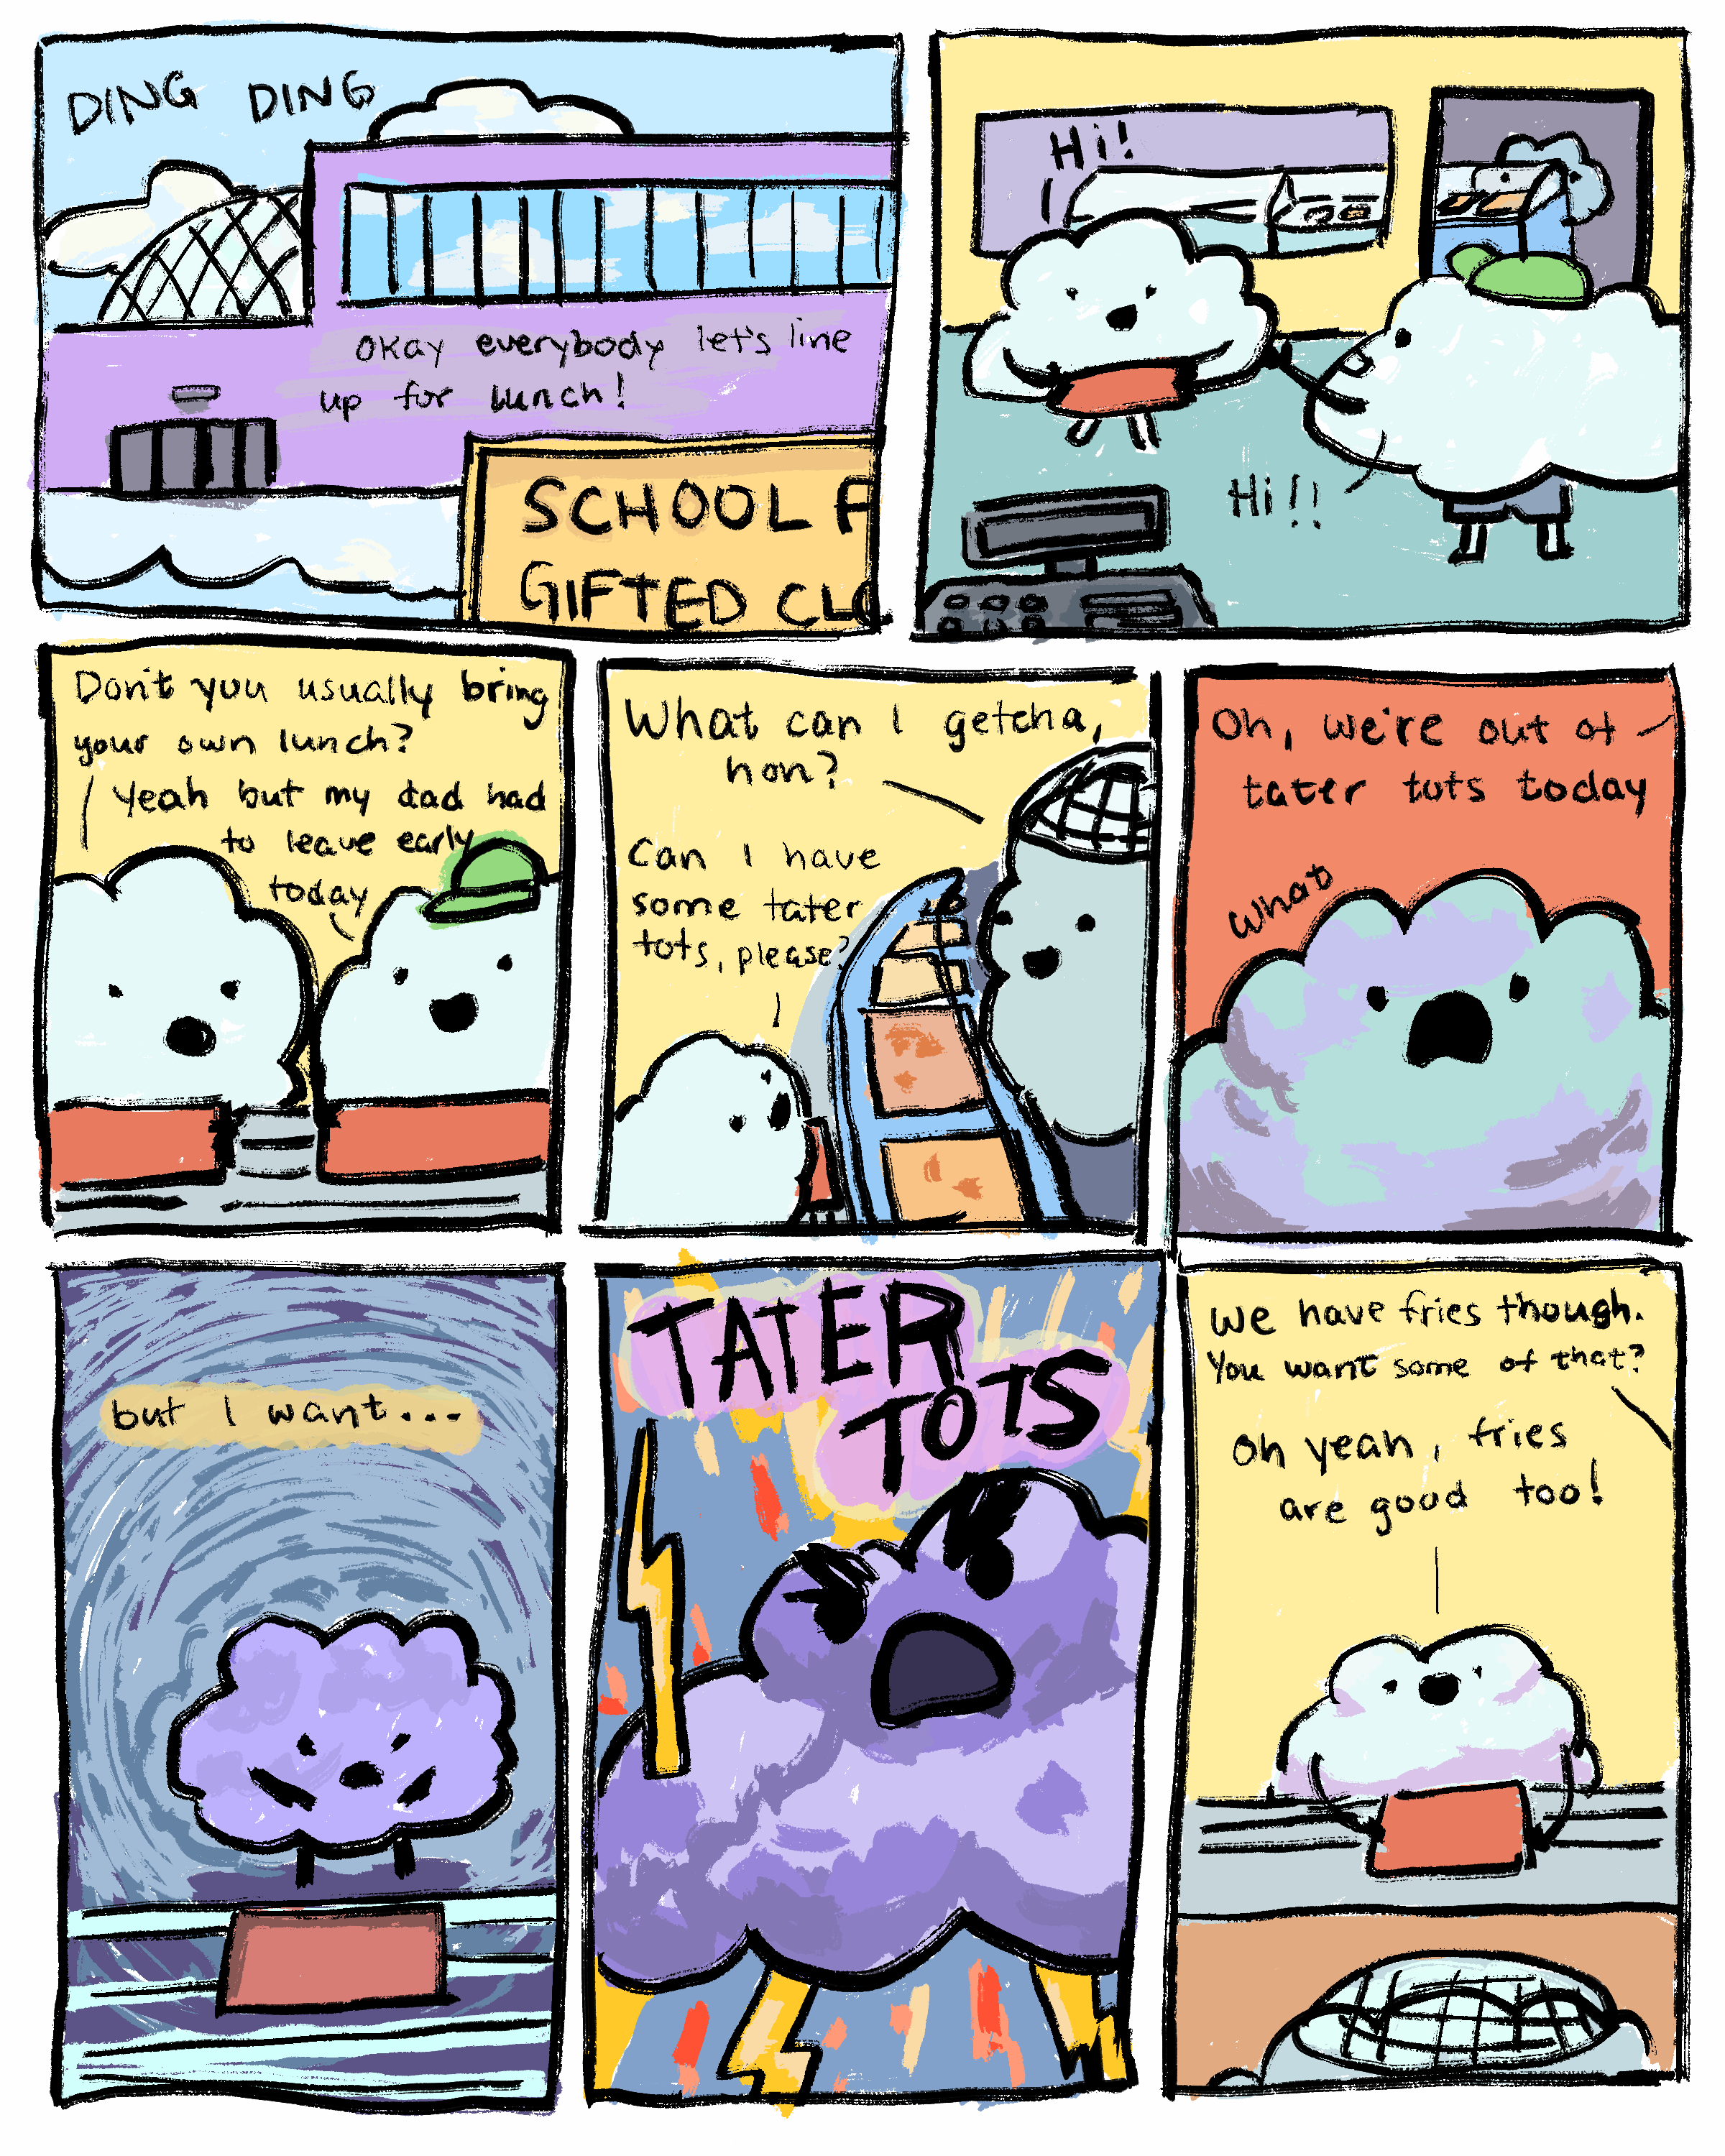 DING DING
Okay everybody let's line
up for lunch!
SCHOOL F
GIFTED CLO
Hi!
Hi!!
Don't you usually bring
your own lunch?
Yeah but my dad had
to leave early
today
What can I getcha,
hon?
Can I have
some tater
tots, please?
Oh, we're out of
tater tots today
What
but I want...
TATER
TOTS
We have fries though.
You want some of that?
Oh yeah, fries
are good too!